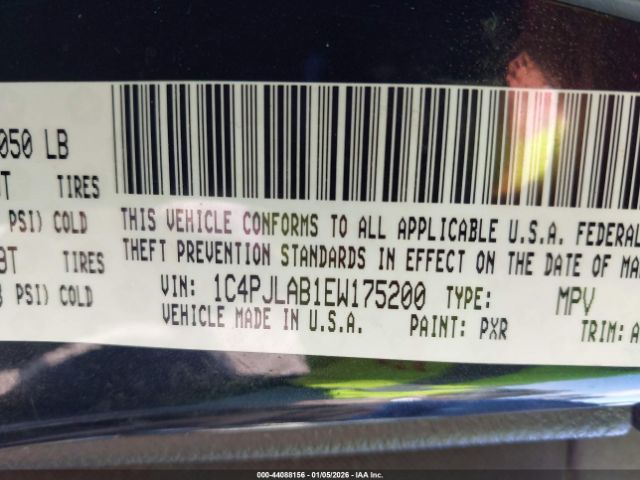 050 LB
T TIRES
PSI) COLD
BT TIRES
PSI) COLD
THIS VEHICLE CONFORMS TO ALL APPLICABLE U.S.A. FEDERAL
THEFT PREVENTION STANDARDS IN EFFECT ON THE DATE OF MA
VIN: 1C4PJLAB1EW175200 TYPE: MPV
VEHICLE MADE IN U.S.A. PAINT: PXR TRIM: A
000-44088156 - 01/05/2026 - IAA Inc.